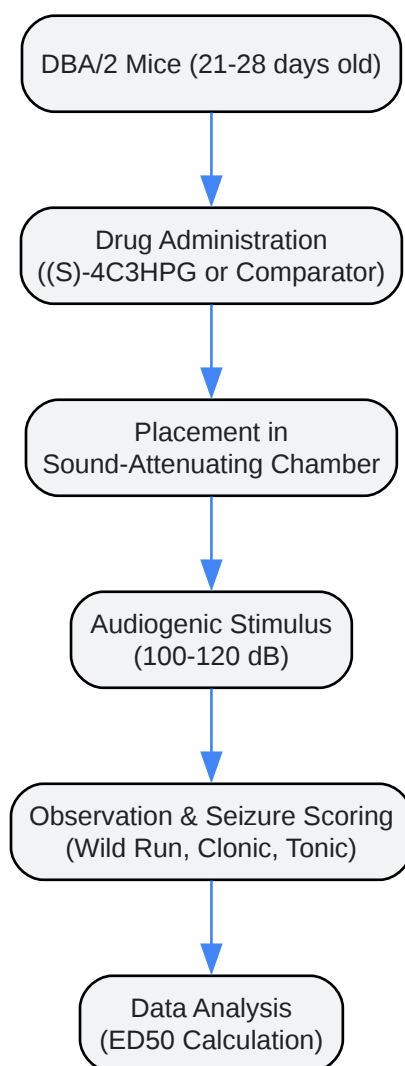 DBA/2 Mice (21-28 days old)
Drug Administration
((S)-4C3HPG or Comparator)
Placement in
Sound-Attenuating Chamber
Audiogenic Stimulus
(100-120 dB)
Observation & Seizure Scoring
(Wild Run, Clonic, Tonic)
Data Analysis
(ED50 Calculation)